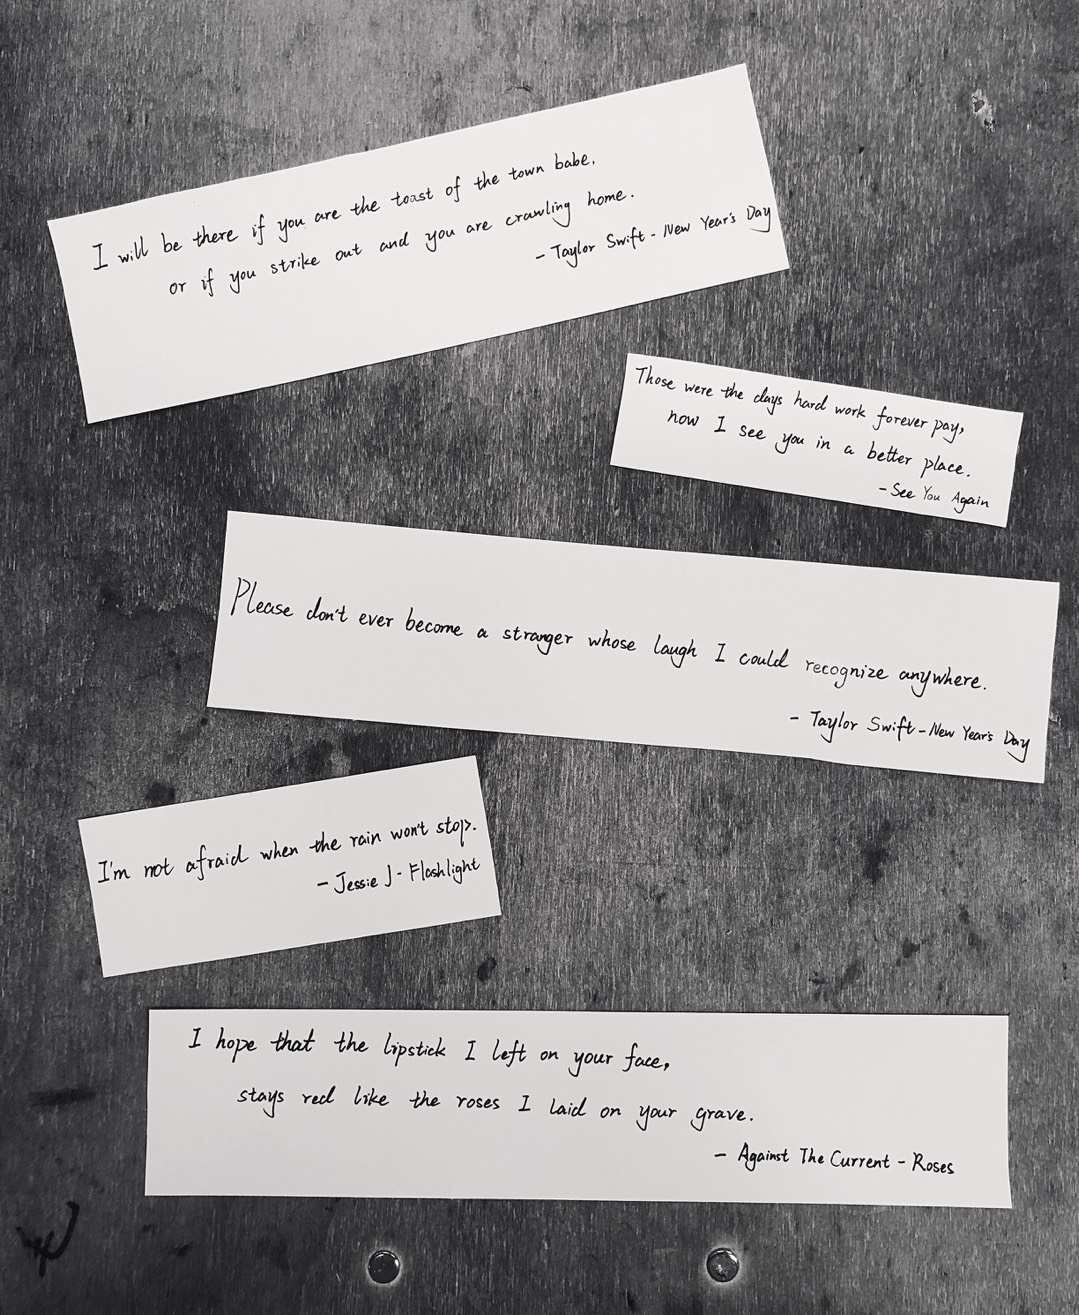 I will be there if you are the toast of the town babe.
or if you strike out and you are crawling home.
- Taylor Swift - New Year's Day
Those were the days hard work forever pay,
now I see you in a better place.
- See You Again
Please don't ever become a stranger whose laugh I could recognize anywhere.
- Taylor Swift - New Year's Day
I'm not afraid when the rain won't stop.
- Jessie J - Flashlight
I hope that the lipstick I left on your face,
stays red like the roses I laid on your grave.
- Against The Current - Roses